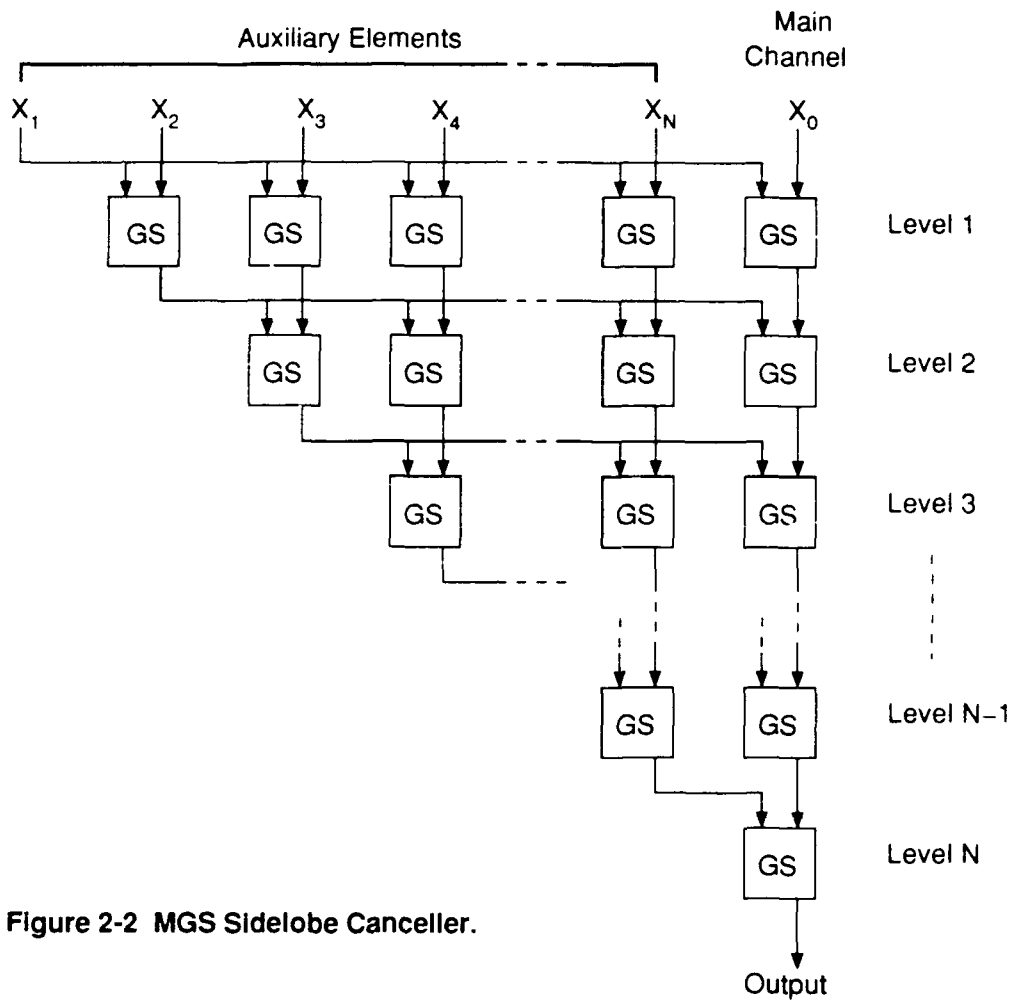 Auxiliary Elements
Main
Channel
X1 X2 X3 X4 XN X0
GS GS GS GS GS Level 1
GS GS GS GS Level 2
GS GS GS Level 3
GS GS Level N-1
GS Level N
Figure 2-2 MGS Sidelobe Canceller.
Output